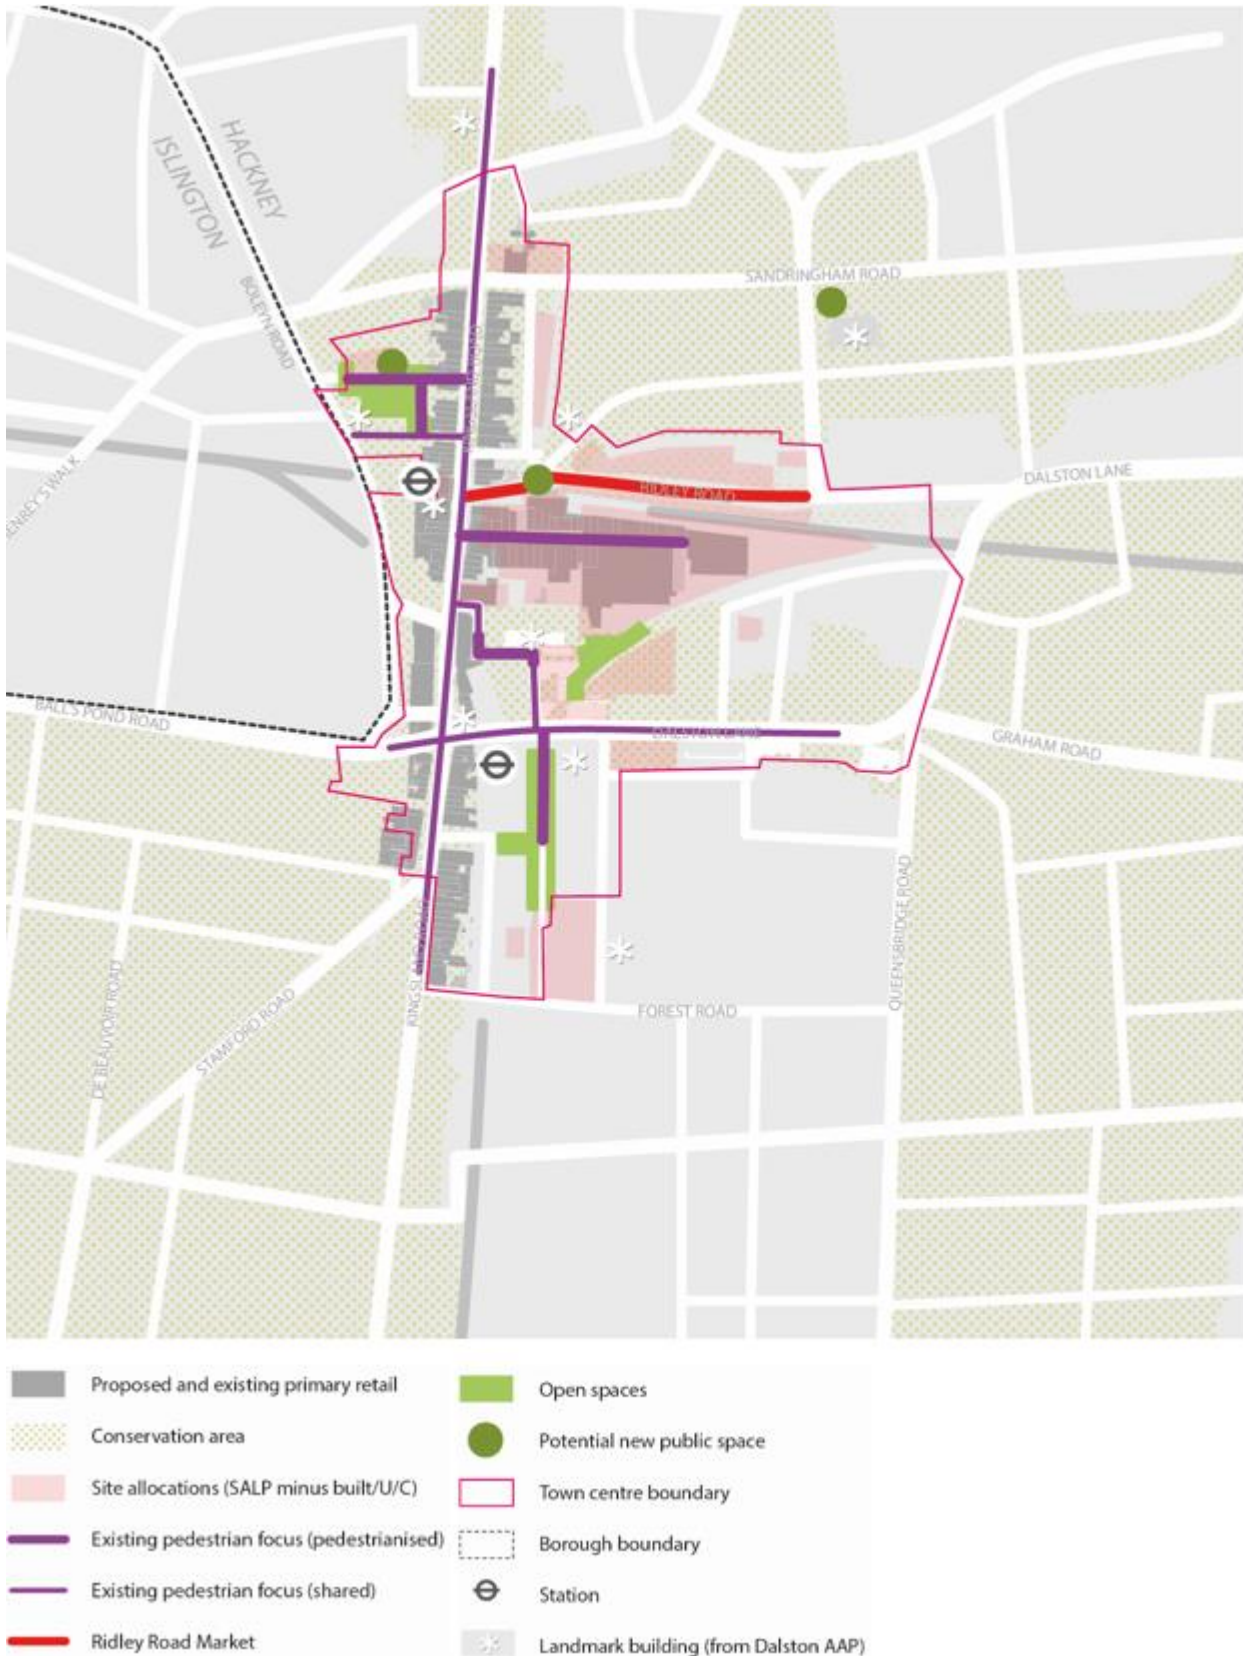 HACKNEY
ISLINGTON
BOLEYN ROAD
SANDRINGHAM ROAD
DALSTON LANE
RIDLEY ROAD
BALL'S POND ROAD
DALSTON LANE
GRAHAM ROAD
QUEENSBRIDGE ROAD
DE BEAUVOIR ROAD
STAMFORD ROAD
FOREST ROAD
Proposed and existing primary retail
Conservation area
Site allocations (SALP minus built/U/C)
Existing pedestrian focus (pedestrianised)
Existing pedestrian focus (shared)
Ridley Road Market
Open spaces
Potential new public space
Town centre boundary
Borough boundary
Station
Landmark building (from Dalston AAP)